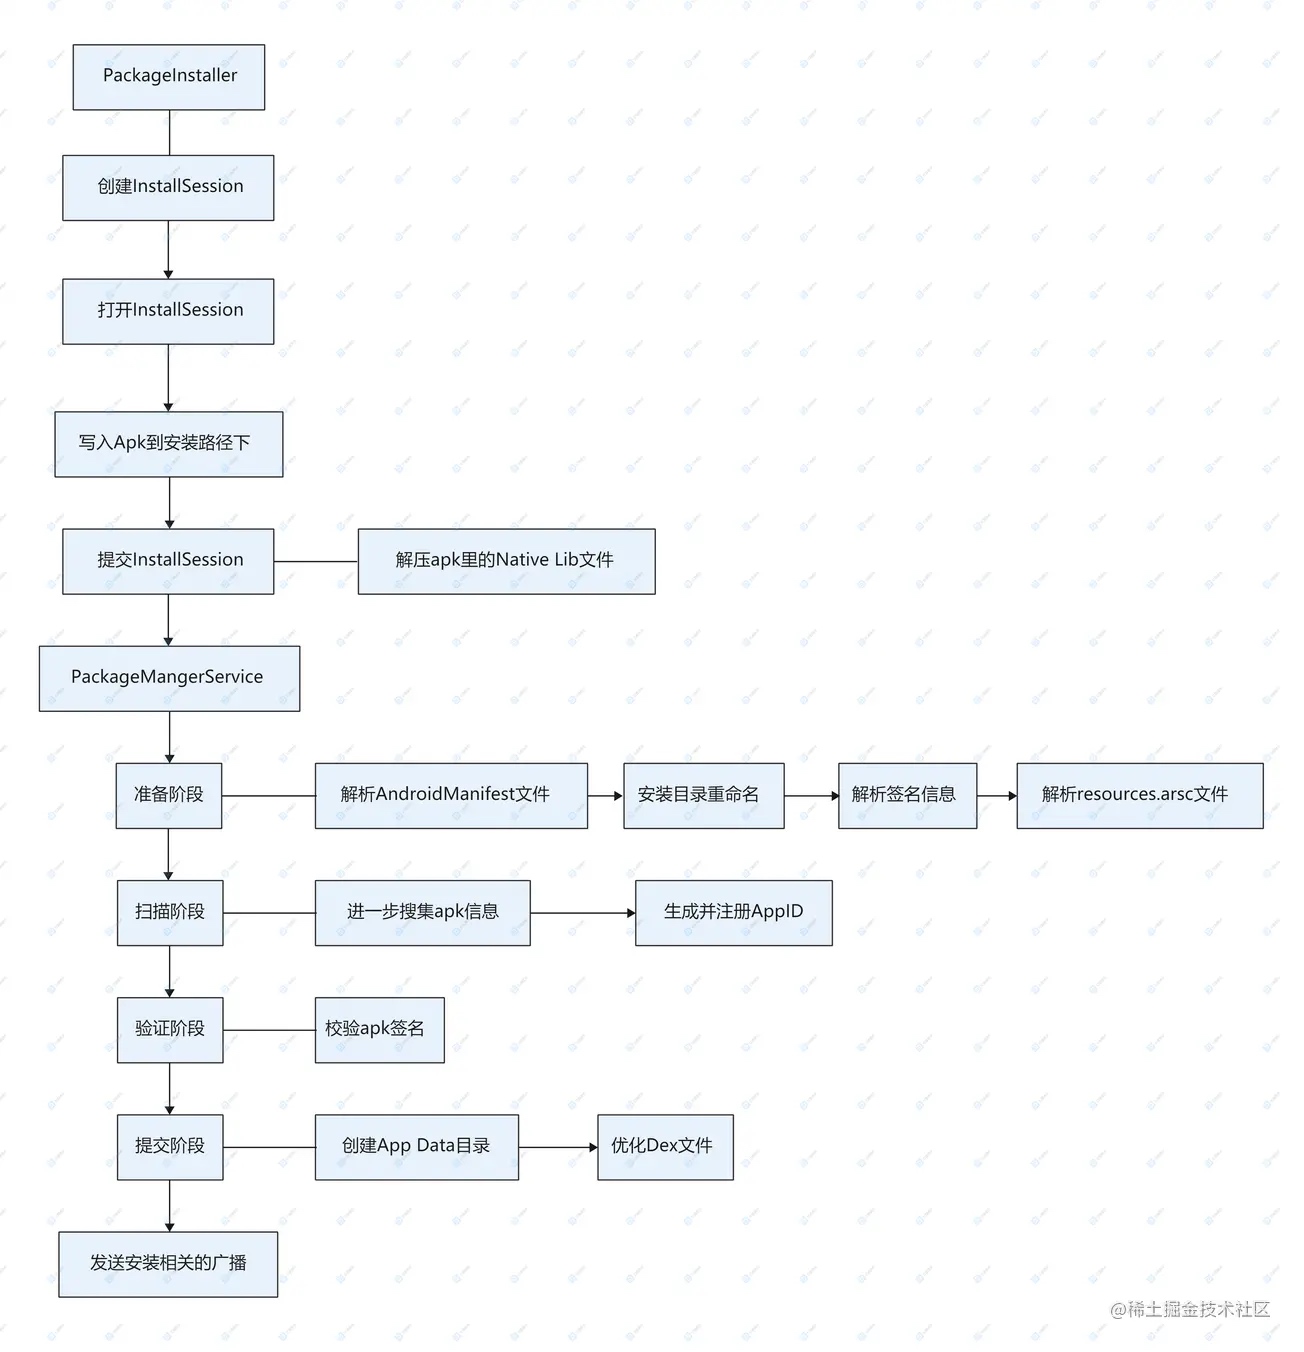 PackageInstaller
创建InstallSession
打开InstallSession
写入Apk到安装路径下
提交InstallSession
解压apk里的Native Lib文件
PackageMangerService
准备阶段
解析AndroidManifest文件
安装目录重命名
解析签名信息
解析resources.arsc文件
扫描阶段
进一步搜集apk信息
生成并注册AppID
验证阶段
校验apk签名
提交阶段
创建App Data目录
优化Dex文件
发送安装相关的广播
@稀土掘金技术社区